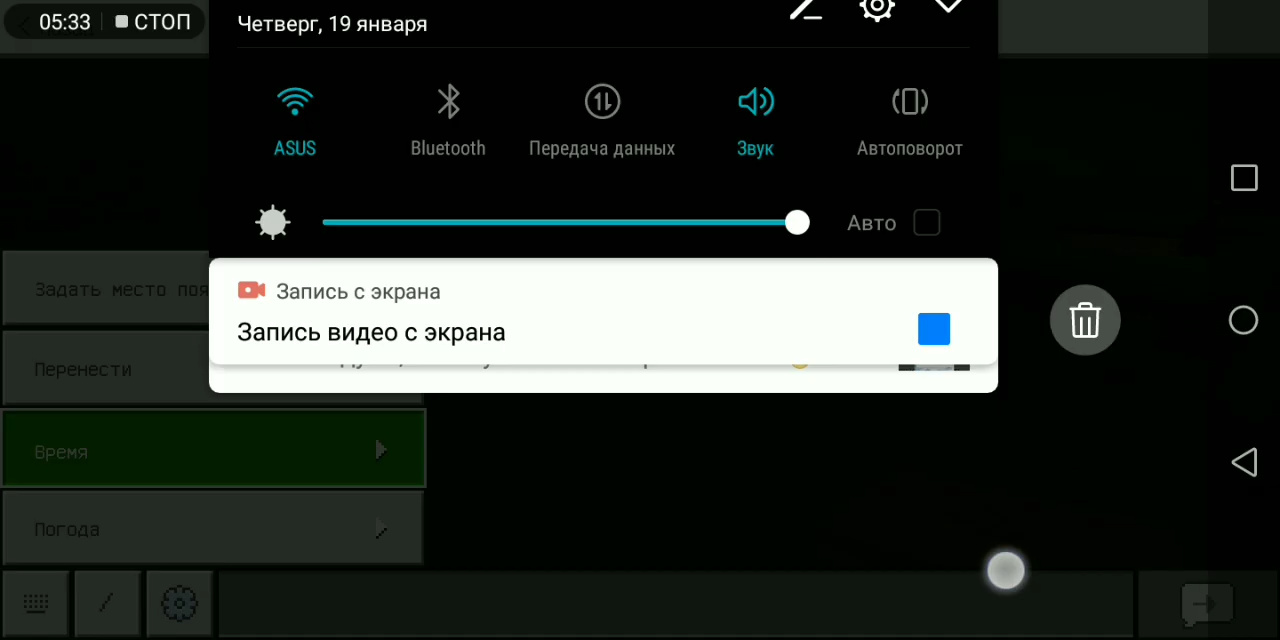 05:33 СТОП
Четверг, 19 января
ASUS
Bluetooth
Передача данных
Звук
Автоповорот
Авто
Запись с экрана
Запись видео с экрана
Задать место
Перенести
Время
Погода
/